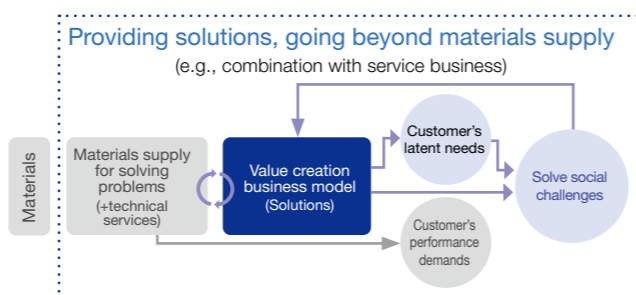 Providing solutions, going beyond materials supply
(e.g., combination with service business)
Materials
Materials supply
for solving
problems
(+technical
services)
Value creation
business model
(Solutions)
Customer's
latent needs
Customer's
performance
demands
Solve social
challenges